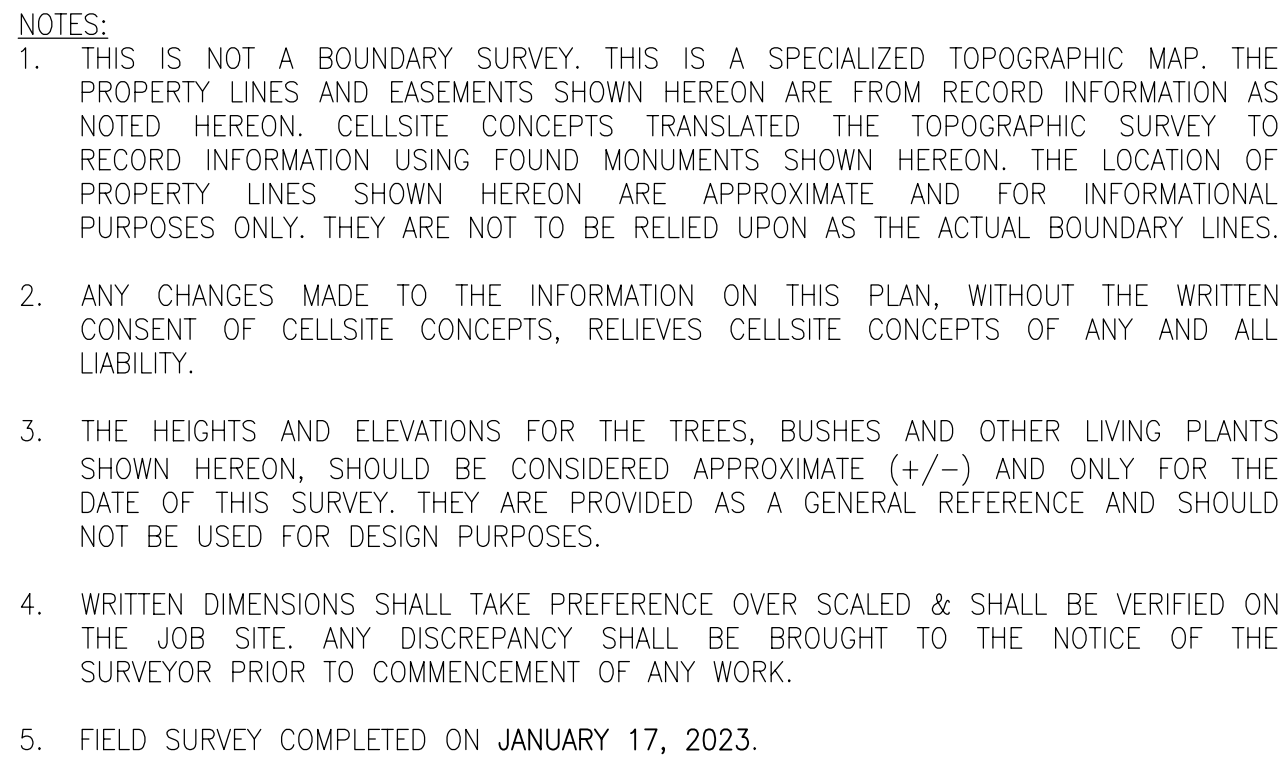 NOTES:
1. THIS IS NOT A BOUNDARY SURVEY. THIS IS A SPECIALIZED TOPOGRAPHIC MAP. THE
PROPERTY LINES AND EASEMENTS SHOWN HEREON ARE FROM RECORD INFORMATION AS
NOTED HEREON. CELLSITE CONCEPTS TRANSLATED THE TOPOGRAPHIC SURVEY TO
RECORD INFORMATION USING FOUND MONUMENTS SHOWN HEREON. THE LOCATION OF
PROPERTY LINES SHOWN HEREON ARE APPROXIMATE AND FOR INFORMATIONAL
PURPOSES ONLY. THEY ARE NOT TO BE RELIED UPON AS THE ACTUAL BOUNDARY LINES.
2. ANY CHANGES MADE TO THE INFORMATION ON THIS PLAN, WITHOUT THE WRITTEN
CONSENT OF CELLSITE CONCEPTS, RELIEVES CELLSITE CONCEPTS OF ANY AND ALL
LIABILITY.
3. THE HEIGHTS AND ELEVATIONS FOR THE TREES, BUSHES AND OTHER LIVING PLANTS
SHOWN HEREON, SHOULD BE CONSIDERED APPROXIMATE (+/−) AND ONLY FOR THE
DATE OF THIS SURVEY. THEY ARE PROVIDED AS A GENERAL REFERENCE AND SHOULD
NOT BE USED FOR DESIGN PURPOSES.
4. WRITTEN DIMENSIONS SHALL TAKE PREFERENCE OVER SCALED & SHALL BE VERIFIED ON
THE JOB SITE. ANY DISCREPANCY SHALL BE BROUGHT TO THE NOTICE OF THE
SURVEYOR PRIOR TO COMMENCEMENT OF ANY WORK.
5. FIELD SURVEY COMPLETED ON JANUARY 17, 2023.